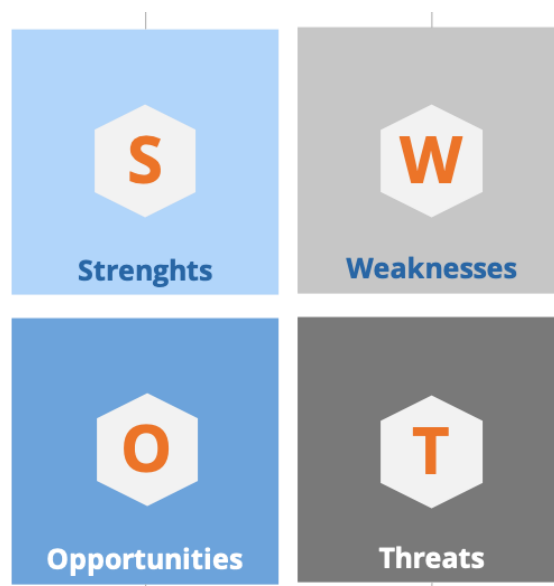 S
Strenghts
W
Weaknesses
O
Opportunities
T
Threats